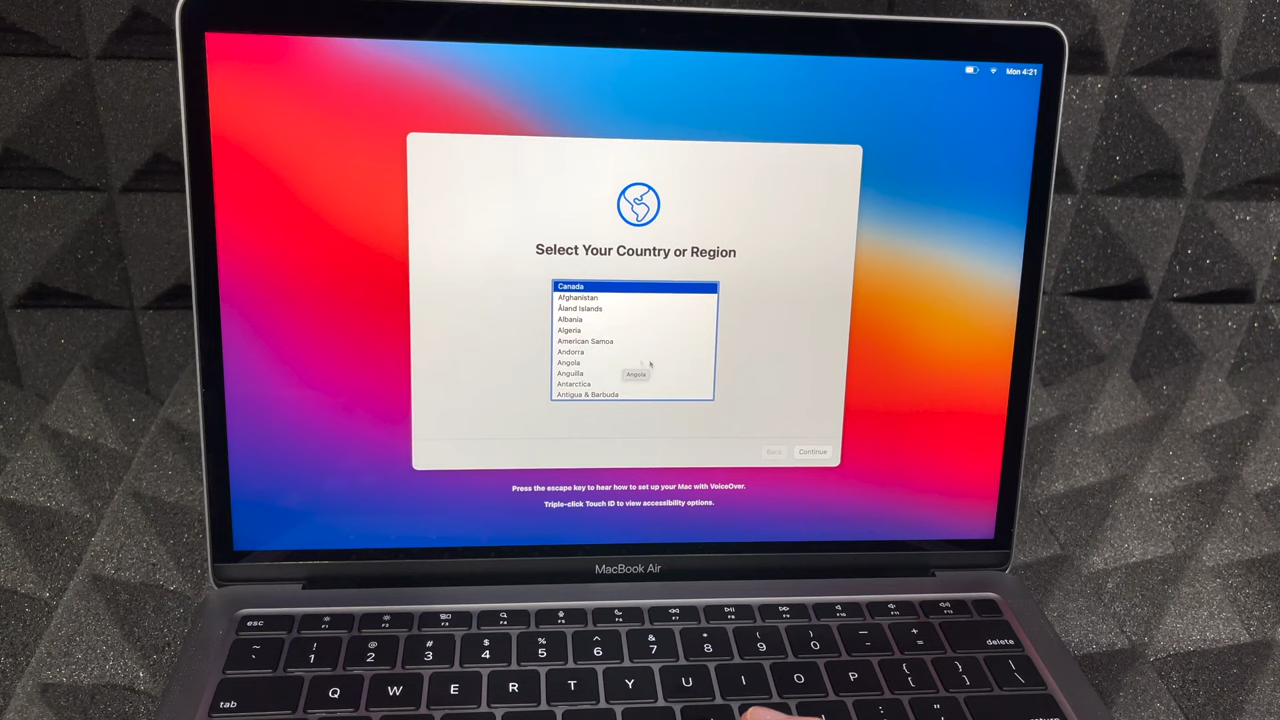 Mon 4:21
Select Your Country or Region
Canada
Afghanistan
Åland Islands
Albania
Algeria
American Samoa
Andorra
Angola
Anguilla
Angola
Antarctica
Antigua & Barbuda
Back
Continue
Press the escape key to hear how to set up your Mac with VoiceOver.
Triple-click Touch ID to view accessibility options.
MacBook Air
esc F1 F2 F3 F4 F5 F6 F7 F8 F9 F10 F11 F12
~ ! @ # $ % ^ & * ( ) — +
` 1 2 3 4 5 6 7 8 9 0 - = delete
tab Q W E R T Y U I O P { [ } ] | \
: ; "
return